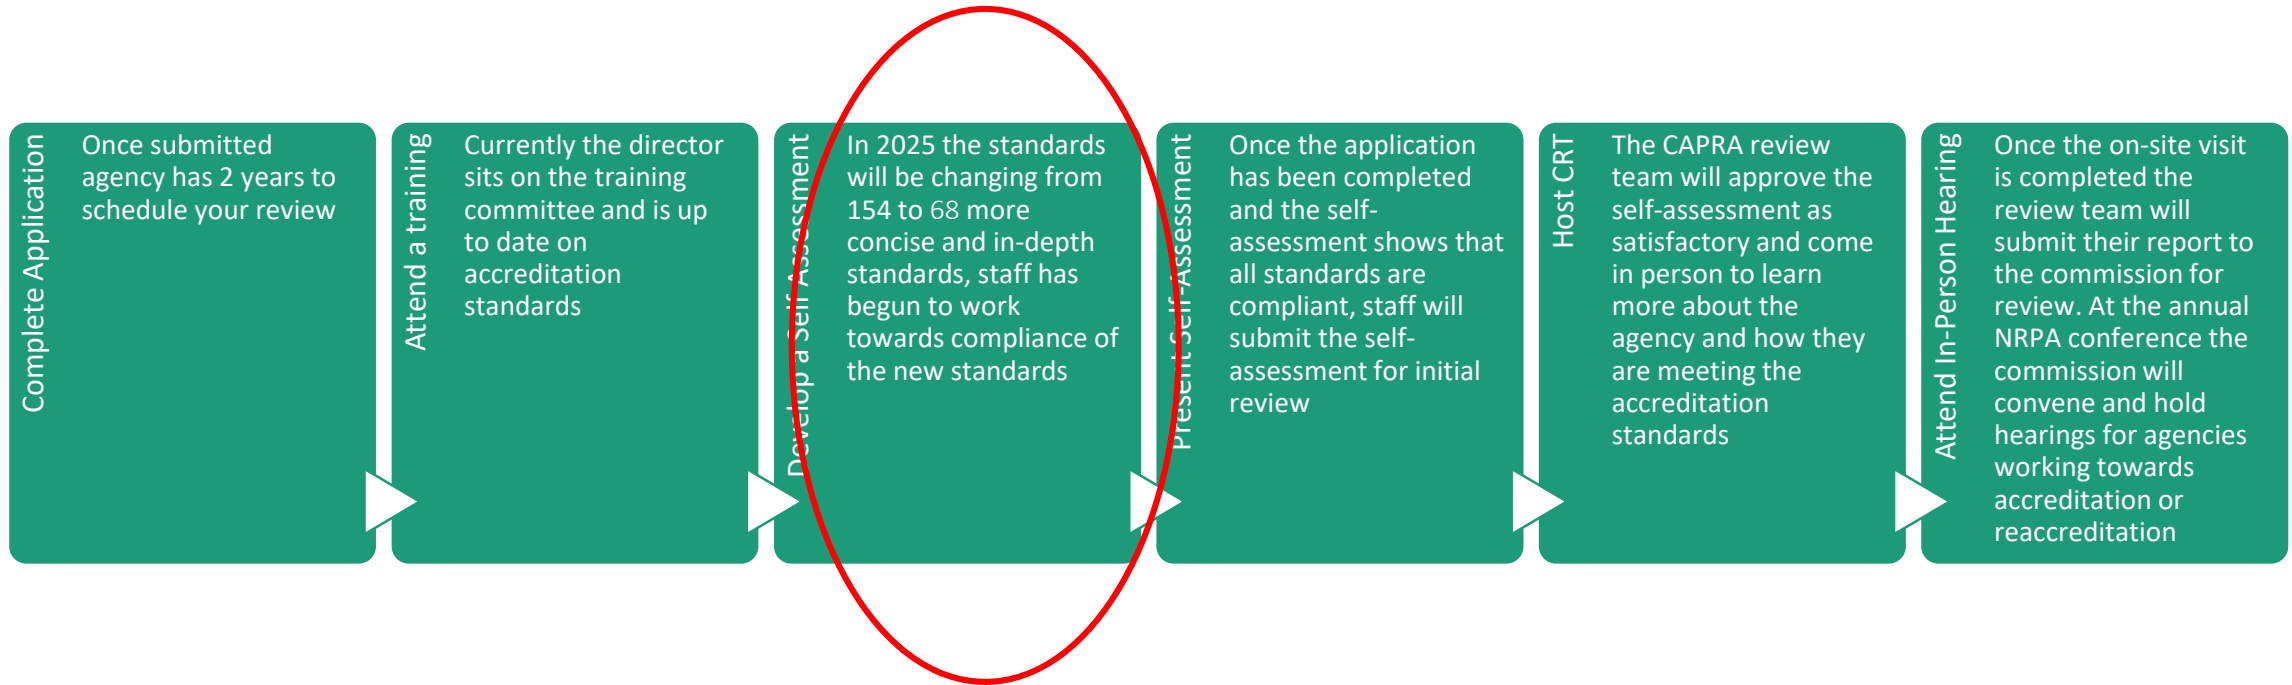 Complete Application
Once submitted
agency has 2 years to
schedule your review
Attend a training
Currently the director
sits on the training
committee and is up
to date on
accreditation
standards
Develop a Self Assessment
In 2025 the standards
will be changing from
154 to 68 more
concise and in-depth
standards, staff has
begun to work
towards compliance of
the new standards
Present Self-Assessment
Once the application
has been completed
and the self-
assessment shows that
all standards are
compliant, staff will
submit the self-
assessment for initial
review
Host CRT
The CAPRA review
team will approve the
self-assessment as
satisfactory and come
in person to learn
more about the
agency and how they
are meeting the
accreditation
standards
Attend In-Person Hearing
Once the on-site visit
is completed the
review team will
submit their report to
the commission for
review. At the annual
NRPA conference the
commission will
convene and hold
hearings for agencies
working towards
accreditation or
reaccreditation